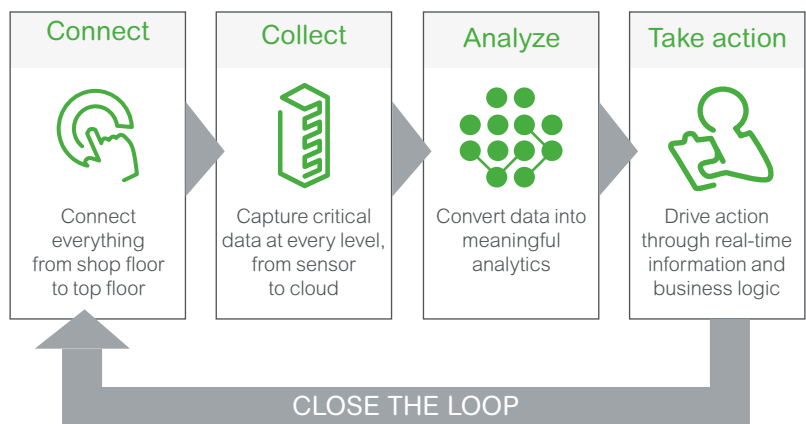 Connect
Connect
everything
from shop floor
to top floor
Collect
Capture critical
data at every level,
from sensor
to cloud
Analyze
Convert data into
meaningful
analytics
Take action
Drive action
through real-time
information and
business logic
CLOSE THE LOOP